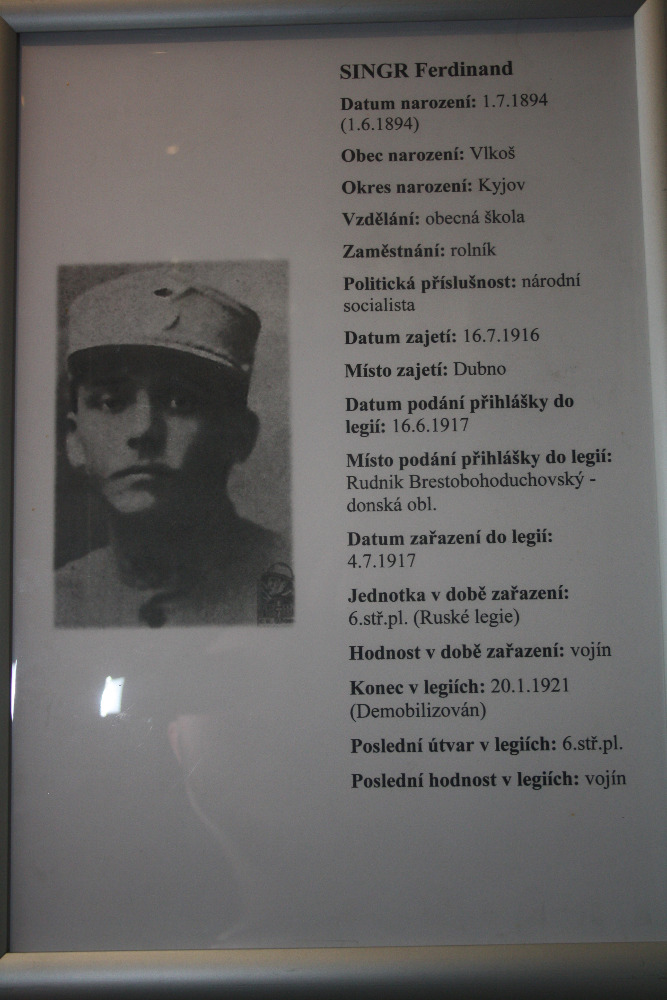 SINGR Ferdinand
Datum narození: 1.7.1894
(1.6.1894)
Obec narození: Vlkoš
Okres narození: Kyjov
Vzdělání: obecná škola
Zaměstnání: rolník
Politická příslušnost: národní
socialista
Datum zajetí: 16.7.1916
Místo zajetí: Dubno
Datum podání přihlášky do
legií: 16.6.1917
Místo podání přihlášky do legií:
Rudnik Brestobohoduchovský -
donská obl.
Datum zařazení do legií:
4.7.1917
Jednotka v době zařazení:
6.stř.pl. (Ruské legie)
Hodnost v době zařazení: vojín
Konec v legiích: 20.1.1921
(Demobilizován)
Poslední útvar v legiích: 6.stř.pl.
Poslední hodnost v legiích: vojín